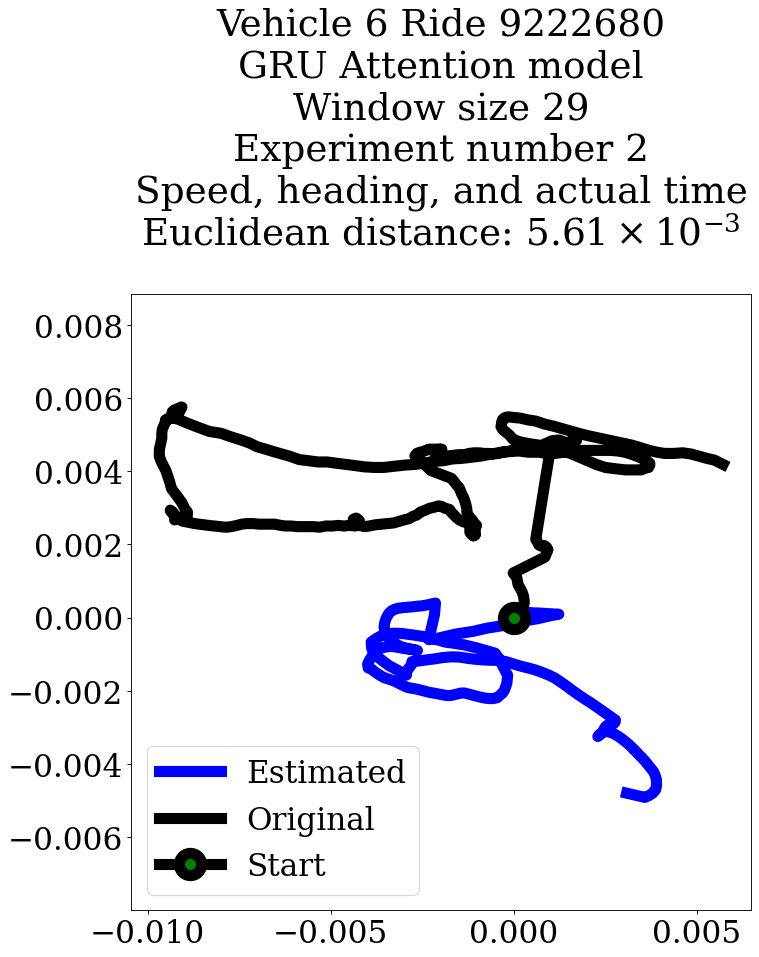 Vehicle 6 Ride 9222680
GRU Attention model
Window size 29
Experiment number 2
Speed, heading, and actual time
Euclidean distance: 5.61 × 10⁻³
0.008
0.006
0.004
0.002
0.000
−0.002
−0.004
−0.006
Estimated
Original
Start
−0.010
−0.005
0.000
0.005